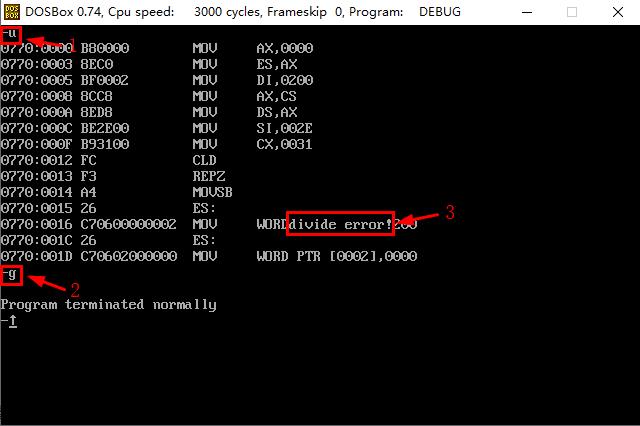 DOSBox 0.74, Cpu speed: 3000 cycles, Frameskip 0, Program: DEBUG
-u
1
0770:0000 B80000 MOV AX,0000
0770:0003 8EC0 MOV ES,AX
0770:0005 BF0002 MOV DI,0200
0770:0008 8CC8 MOV AX,CS
0770:000A 8ED8 MOV DS,AX
0770:000C BE2E00 MOV SI,002E
0770:000F B93100 MOV CX,0031
0770:0012 FC CLD
0770:0013 F3 REPZ
0770:0014 A4 MOVSB
0770:0015 26 ES:
3
0770:0016 C70600000002 MOV WORDdivide error!200
0770:001C 26 ES:
0770:001D C70602000000 MOV WORD PTR [0002],0000
-g
2
Program terminated normally
-